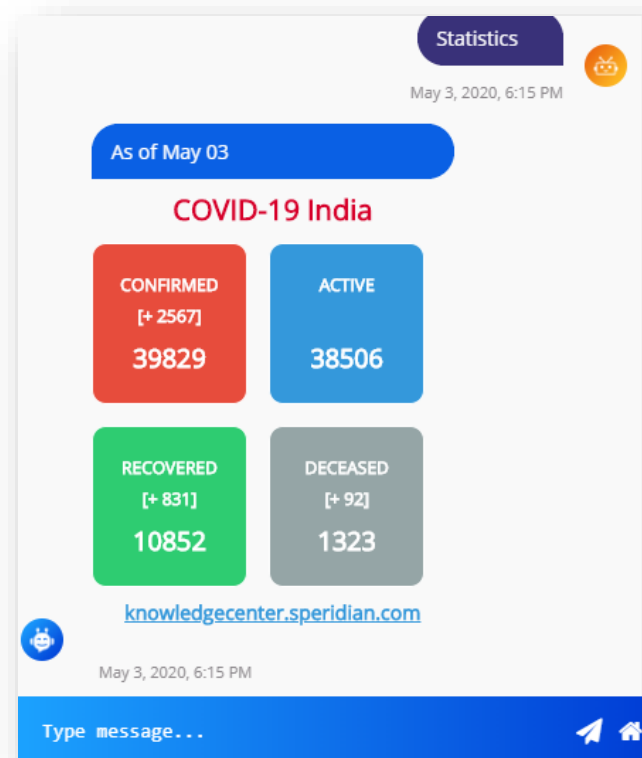 Statistics
May 3, 2020, 6:15 PM
As of May 03
COVID-19 India
CONFIRMED
[+ 2567]
39829
ACTIVE
38506
RECOVERED
[+ 831]
10852
DECEASED
[+ 92]
1323
knowledgecenter.speridian.com
May 3, 2020, 6:15 PM
Type message...